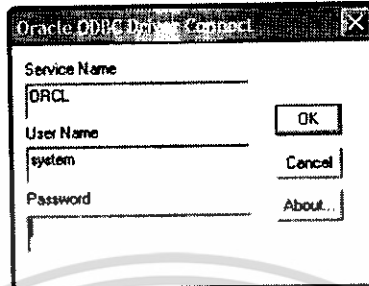 Oracle ODBC Driver Connect
Service Name
ORCL
OK
User Name
system
Cancel
Password
About...